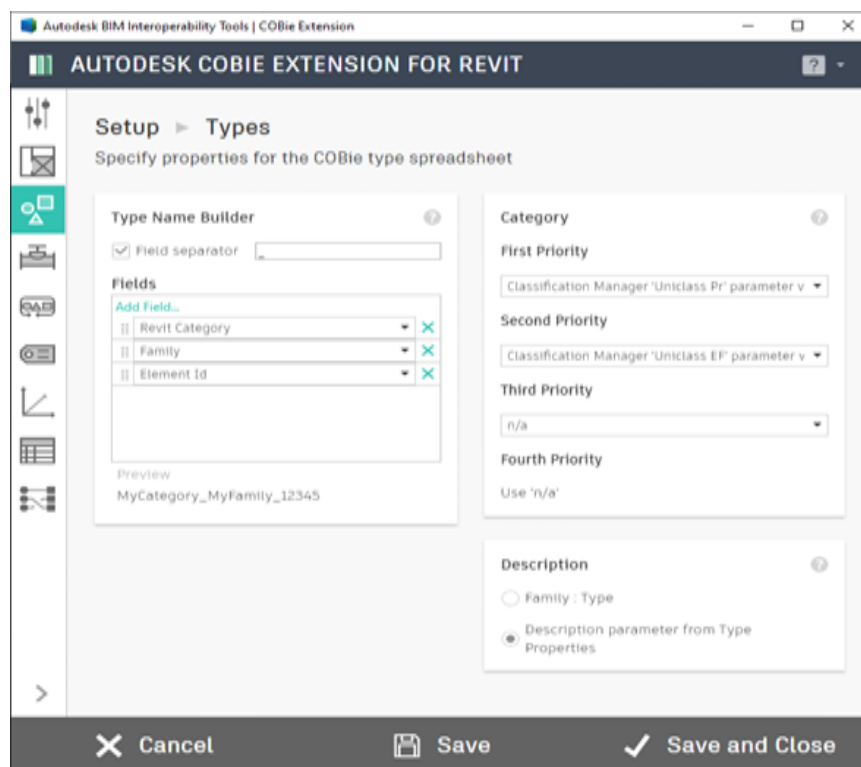 Autodesk BIM Interoperability Tools | COBie Extension
AUTODESK COBIE EXTENSION FOR REVIT
?
Setup ► Types
Specify properties for the COBie type spreadsheet
Type Name Builder
?
Field separator
_
Fields
Add Field...
Revit Category
Family
Element Id
Preview
MyCategory_MyFamily_12345
Category
?
First Priority
Classification Manager 'Uniclass Pr' parameter v
Second Priority
Classification Manager 'Uniclass EF' parameter v
Third Priority
n/a
Fourth Priority
Use 'n/a'
Description
?
Family : Type
Description parameter from Type
Properties
Cancel
Save
Save and Close